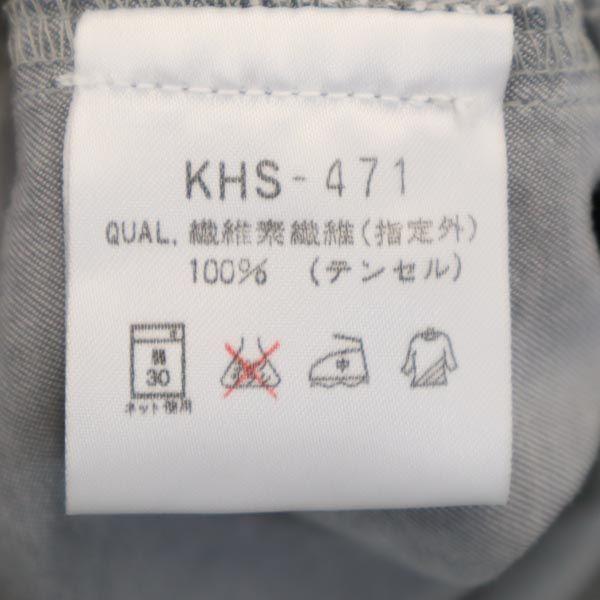 KHS-471
QUAL. 繊維素繊維(指定外)
100% (テンセル)
弱
30
中
ネット使用